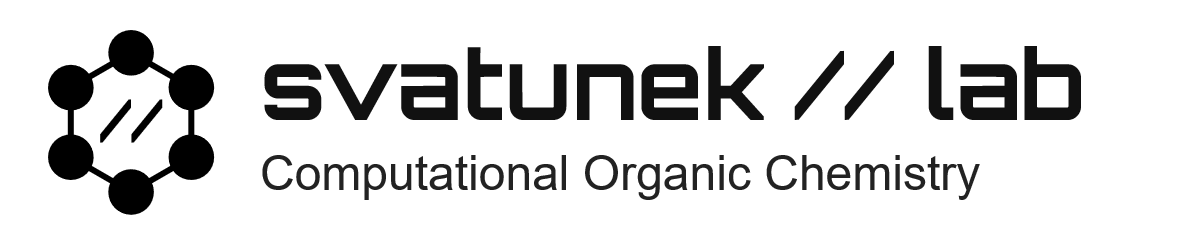 svatunek // lab
Computational Organic Chemistry